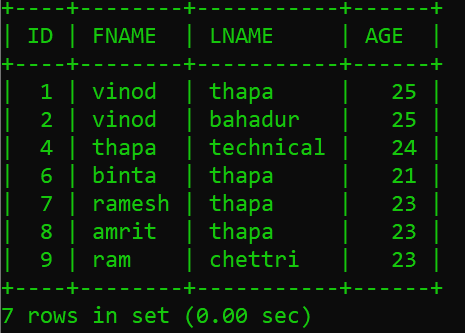 +----+--------+-----------+------+
| ID | FNAME  | LNAME     | AGE  |
+----+--------+-----------+------+
|  1 | vinod  | thapa     |   25 |
|  2 | vinod  | bahadur   |   25 |
|  4 | thapa  | technical |   24 |
|  6 | binta  | thapa     |   21 |
|  7 | ramesh | thapa     |   23 |
|  8 | amrit  | thapa     |   23 |
|  9 | ram    | chettri   |   23 |
+----+--------+-----------+------+
7 rows in set (0.00 sec)